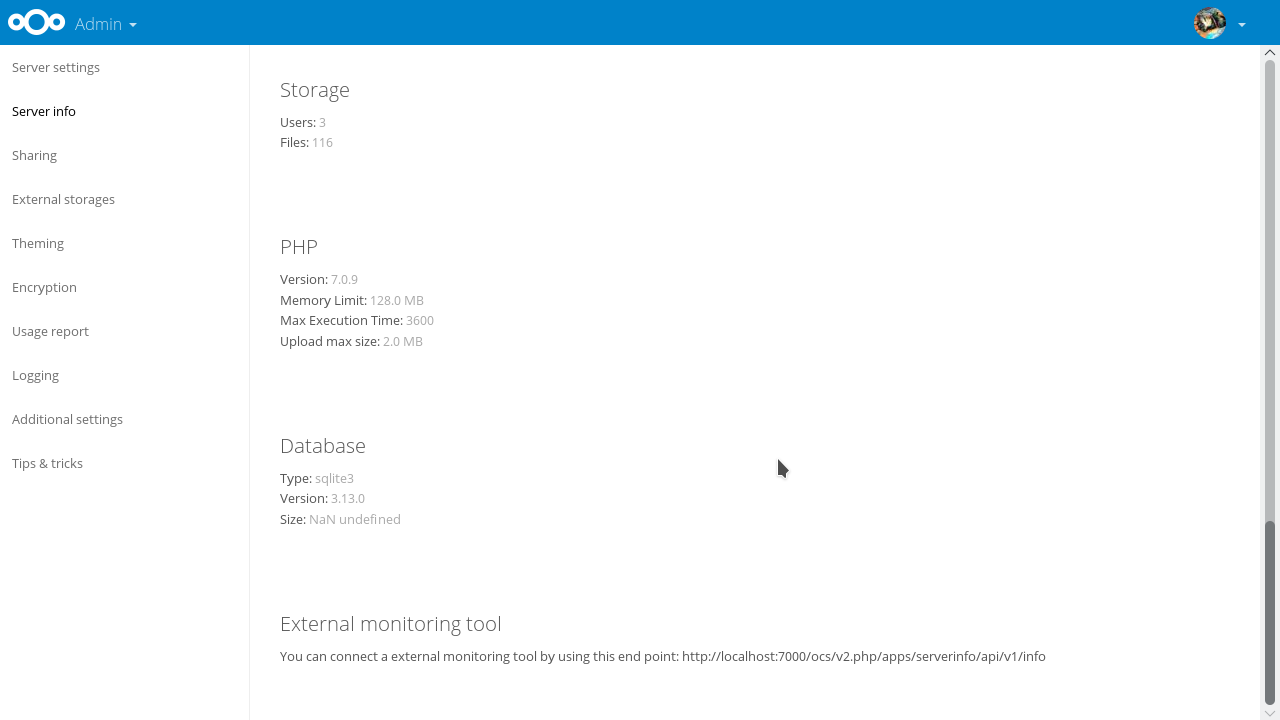 Admin
Server settings
Server info
Sharing
External storages
Theming
Encryption
Usage report
Logging
Additional settings
Tips & tricks
Storage
Users: 3
Files: 116
PHP
Version: 7.0.9
Memory Limit: 128.0 MB
Max Execution Time: 3600
Upload max size: 2.0 MB
Database
Type: sqlite3
Version: 3.13.0
Size: NaN undefined
External monitoring tool
You can connect a external monitoring tool by using this end point: http://localhost:7000/ocs/v2.php/apps/serverinfo/api/v1/info